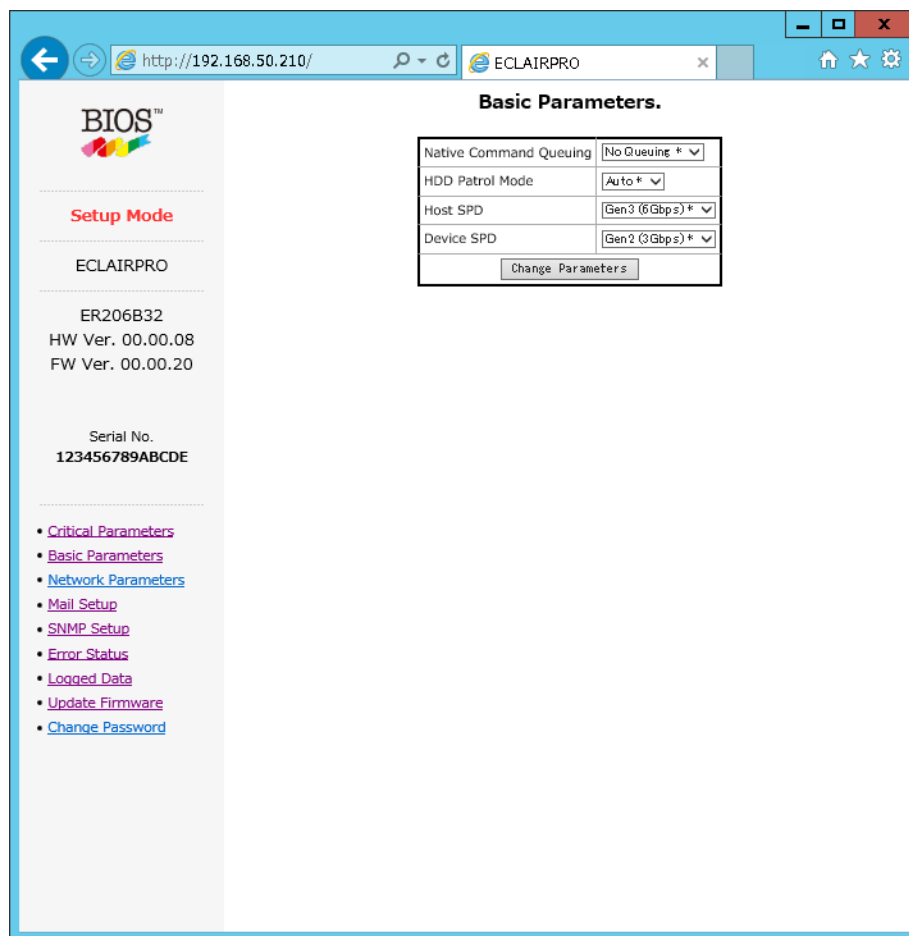 http://192.168.50.210/
ECLAIRPRO
BIOS™
Setup Mode
ECLAIRPRO
ER206B32
HW Ver. 00.00.08
FW Ver. 00.00.20
Serial No.
123456789ABCDE
• Critical Parameters
• Basic Parameters
• Network Parameters
• Mail Setup
• SNMP Setup
• Error Status
• Logged Data
• Update Firmware
• Change Password
Basic Parameters.
Native Command Queuing No Queuing *
HDD Patrol Mode Auto *
Host SPD Gen3 (6Gbps) *
Device SPD Gen2 (3Gbps) *
Change Parameters